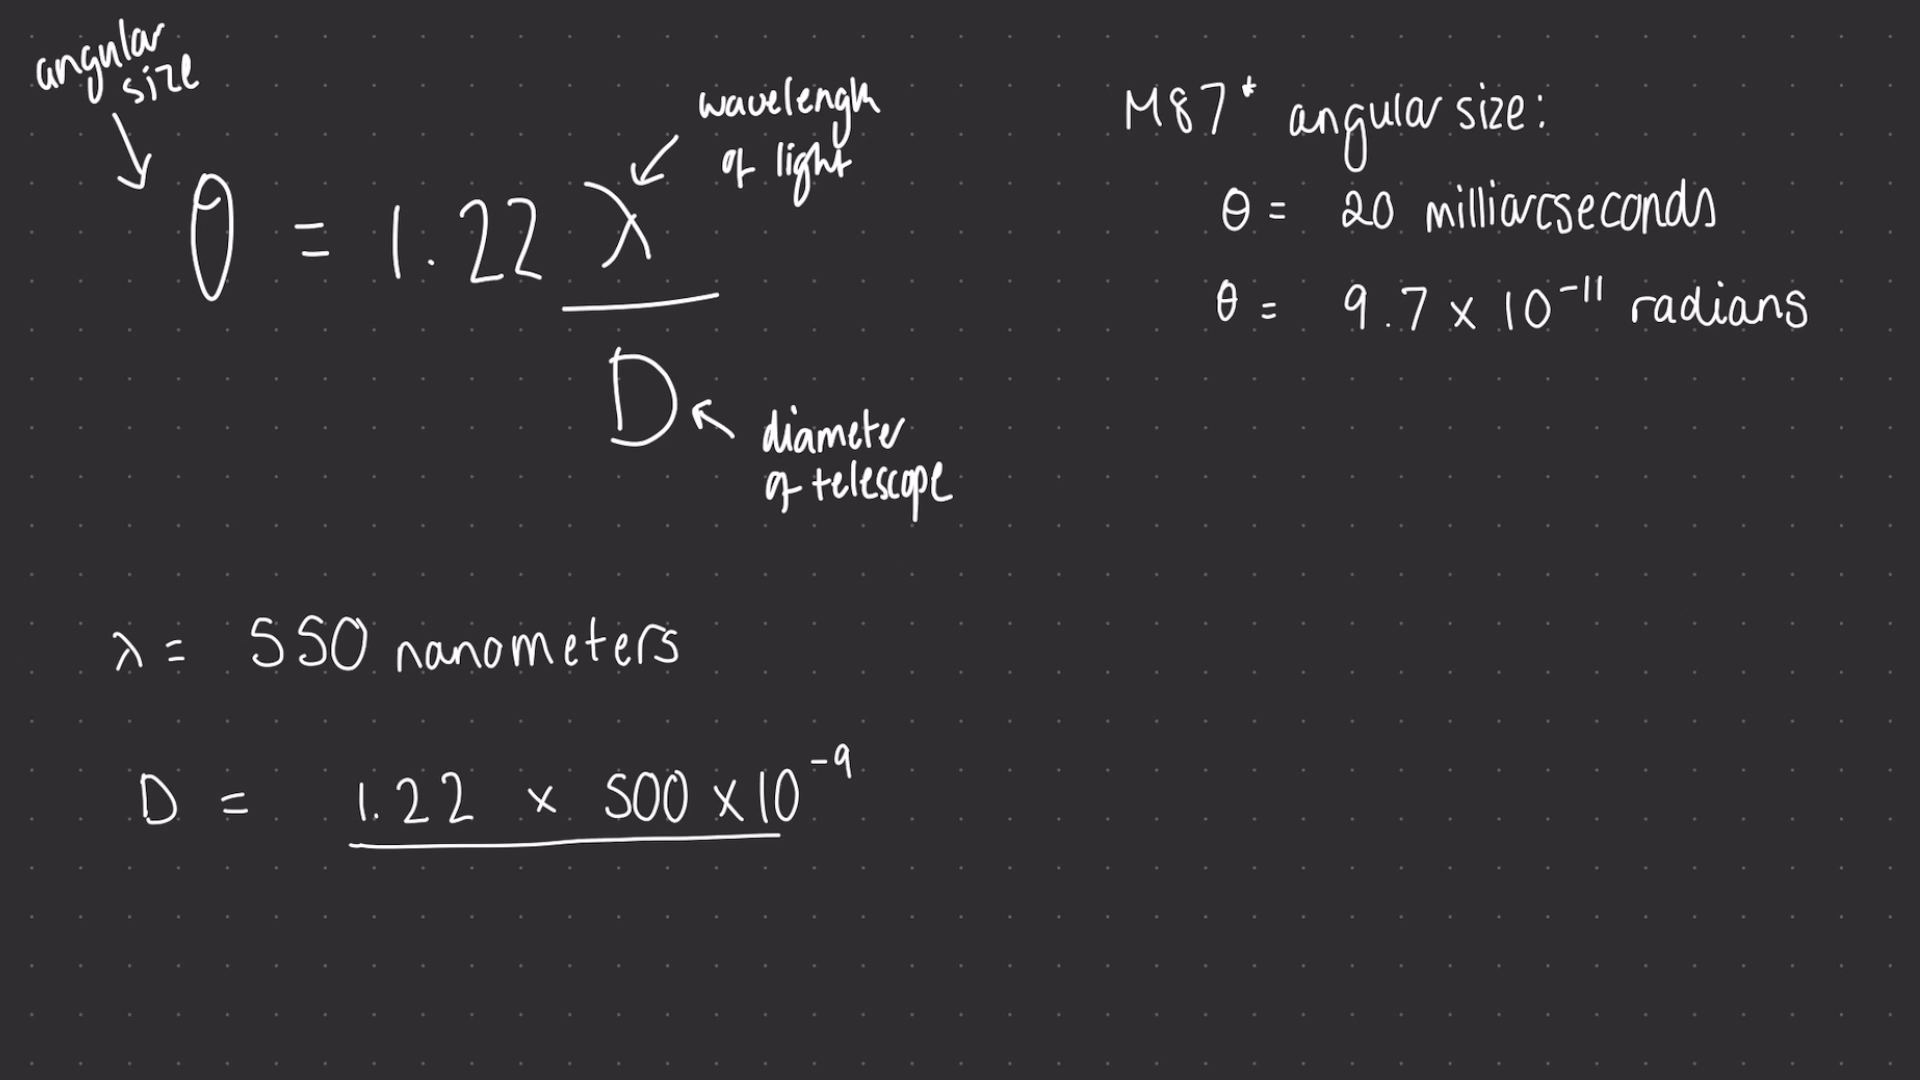 angular
size
wavelength
of light
θ = 1.22 λ
D
diameter
of telescope
M87* angular size:
θ = 20 milliarcseconds
θ = 9.7 x 10⁻¹¹ radians
λ = 550 nanometers
D = 1.22 x 500 x 10⁻⁹